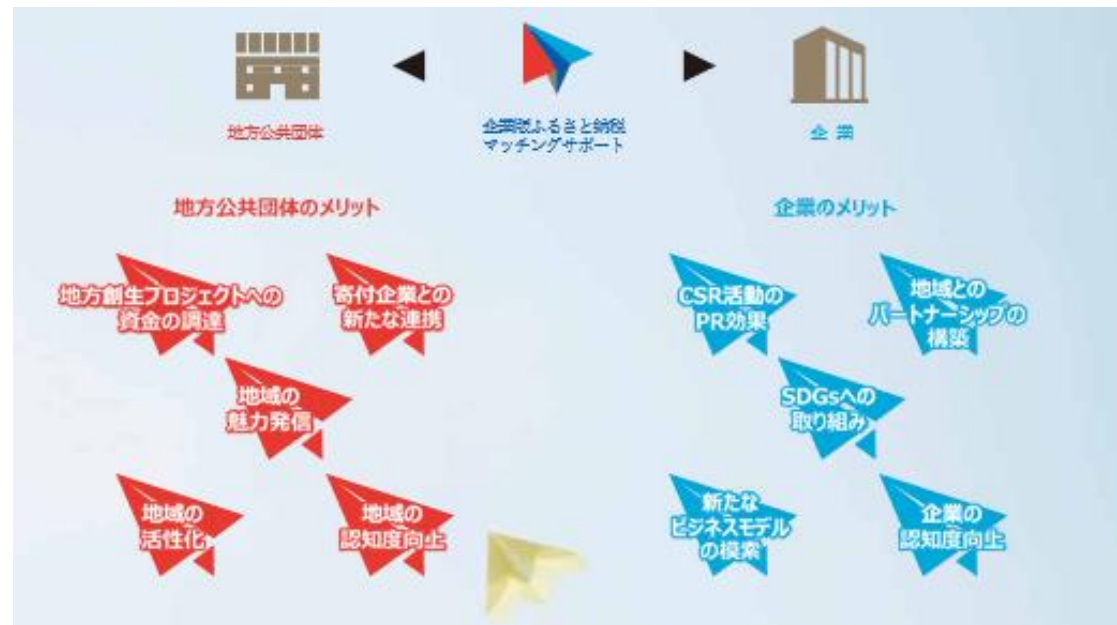 地方公共団体
企業版ふるさと納税
マッチングサポート
企業
地方公共団体のメリット
企業のメリット
地方創生プロジェクトへの
資金の調達
寄付企業との
新たな連携
地域の
魅力発信
地域の
活性化
地域の
認知度向上
CSR活動の
PR効果
地域との
パートナーシップの
構築
SDGsへの
取り組み
新たな
ビジネスモデル
の模索
企業の
認知度向上